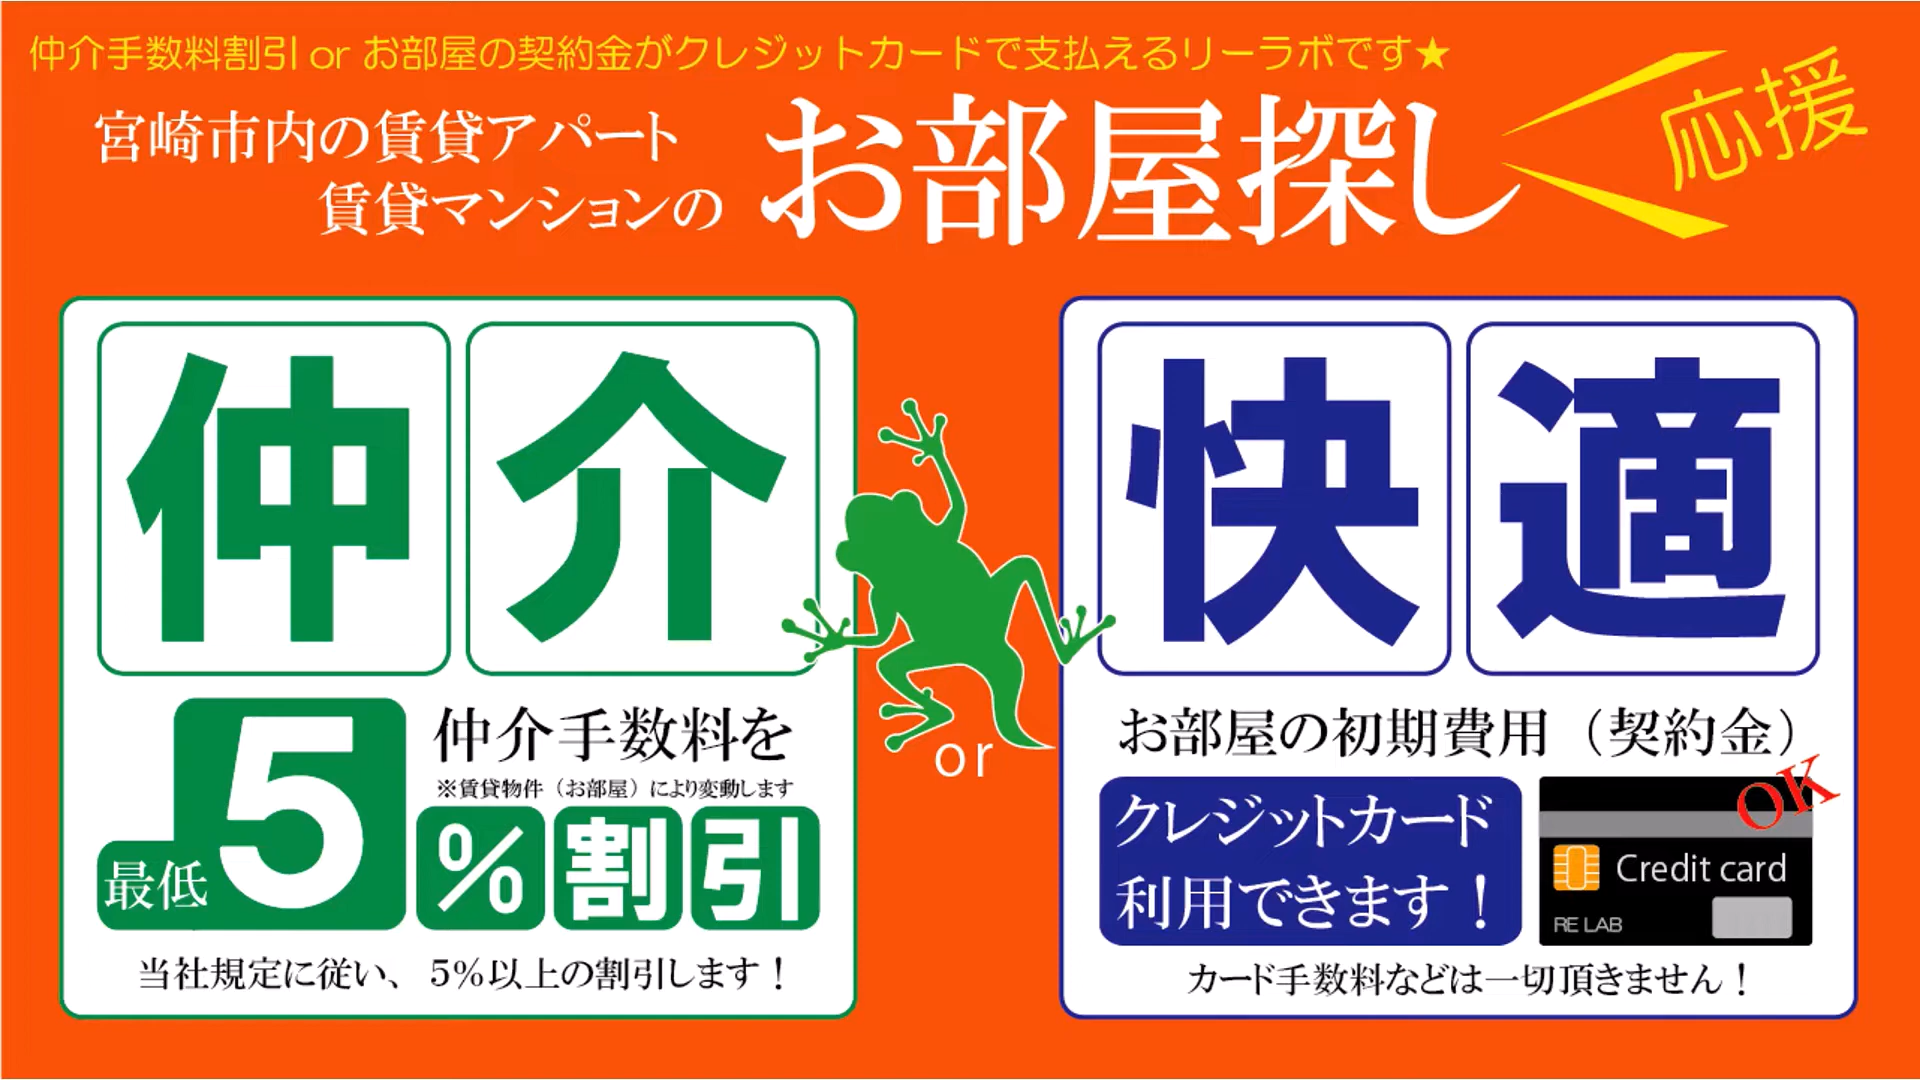 仲介手数料割引 or お部屋の契約金がクレジットカードで支払えるリーラボです★
宮崎市内の賃貸アパート
賃貸マンションの
お部屋探し
応援
仲介
仲介手数料を
※賃貸物件（お部屋）により変動します
最低5%割引
当社規定に従い、5%以上の割引します！
or
快適
お部屋の初期費用（契約金）
クレジットカード
利用できます！
OK
Credit card
RE LAB
カード手数料などは一切頂きません！